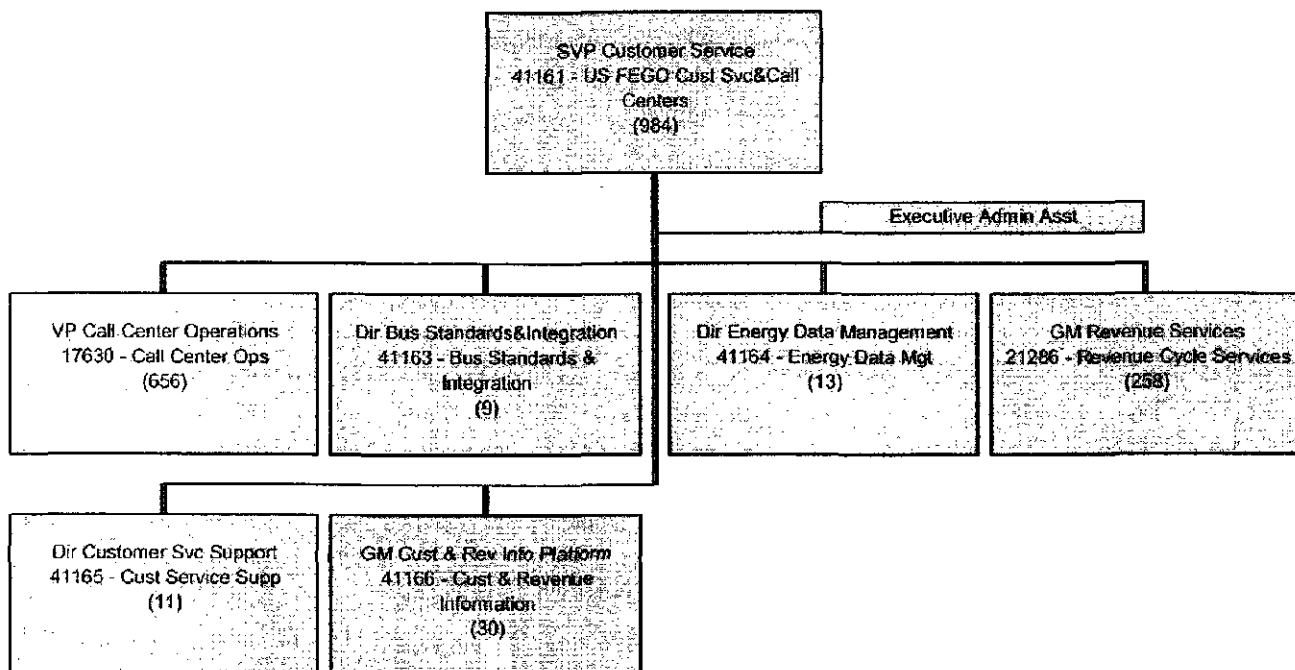 SVP Customer Service
41161 - US FEGO Cust Svc&Call
Centers
(984)
Executive Admin Asst
VP Call Center Operations
17630 - Call Center Ops
(656)
Dir Bus Standards&Integration
41163 - Bus Standards &
Integration
(9)
Dir Energy Data Management
41164 - Energy Data Mgt
(13)
GM Revenue Services
21286 - Revenue Cycle Services
(258)
Dir Customer Svc Support
41165 - Cust Service Supp
(11)
GM Cust & Rev Info Platform
41166 - Cust & Revenue
Information
(30)